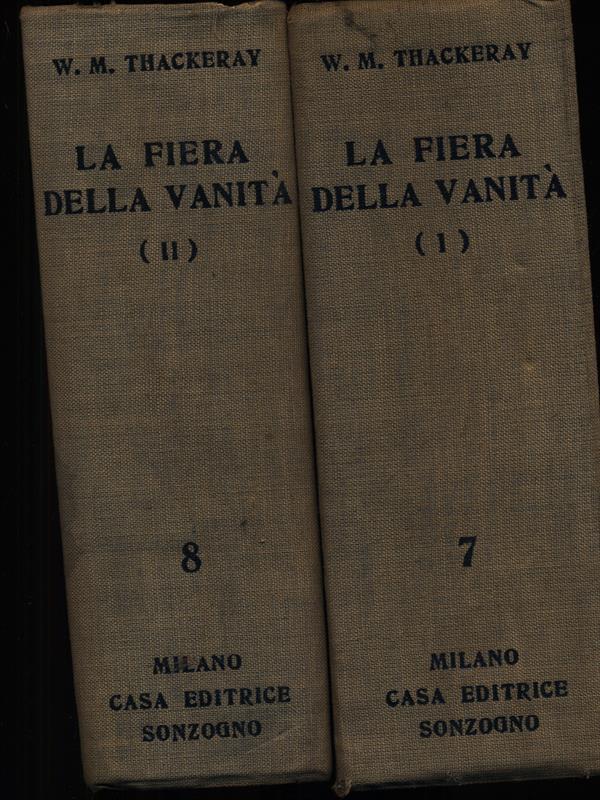 W. M. THACKERAY
LA FIERA
DELLA VANITÀ
( II )
8
MILANO
CASA EDITRICE
SONZOGNO
W. M. THACKERAY
LA FIERA
DELLA VANITÀ
( I )
7
MILANO
CASA EDITRICE
SONZOGNO